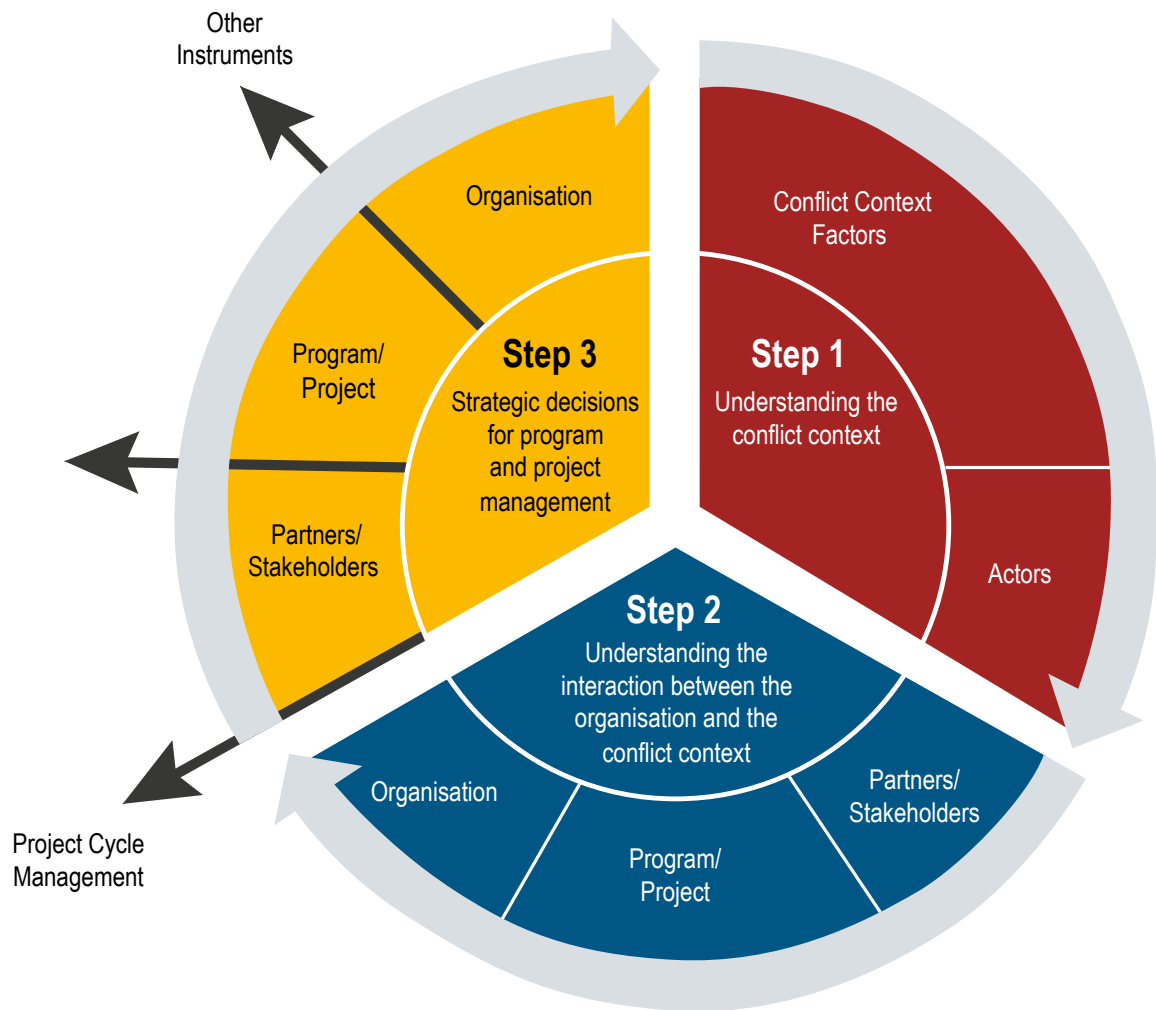 Other
Instruments
Organisation
Program/
Project
Partners/
Stakeholders
Step 3
Strategic decisions
for program
and project
management
Conflict Context
Factors
Step 1
Understanding the
conflict context
Actors
Step 2
Understanding the
interaction between the
organisation and the
conflict context
Organisation
Program/
Project
Partners/
Stakeholders
Project Cycle
Management